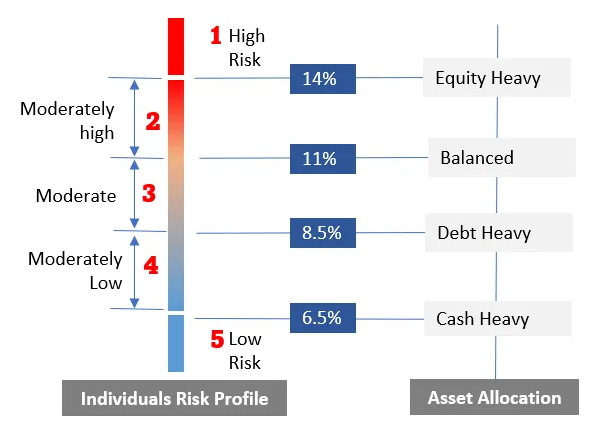 1 High
Risk
14%
Equity Heavy
Moderately
high
2
11%
Balanced
Moderate
3
8.5%
Debt Heavy
Moderately
Low
4
6.5%
Cash Heavy
5 Low
Risk
Individuals Risk Profile
Asset Allocation